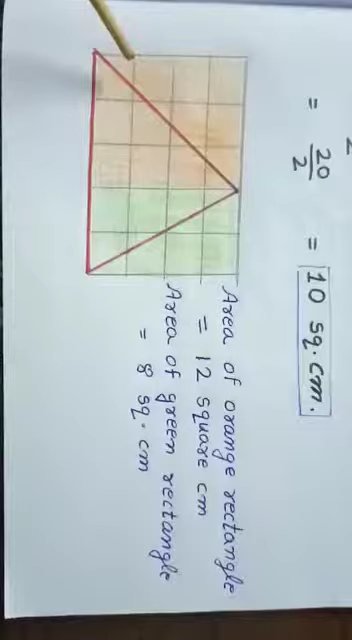 2
= 20/2 = 10 sq. cm.
Area of orange rectangle
= 12 square cm
Area of green rectangle
= 8 sq. cm